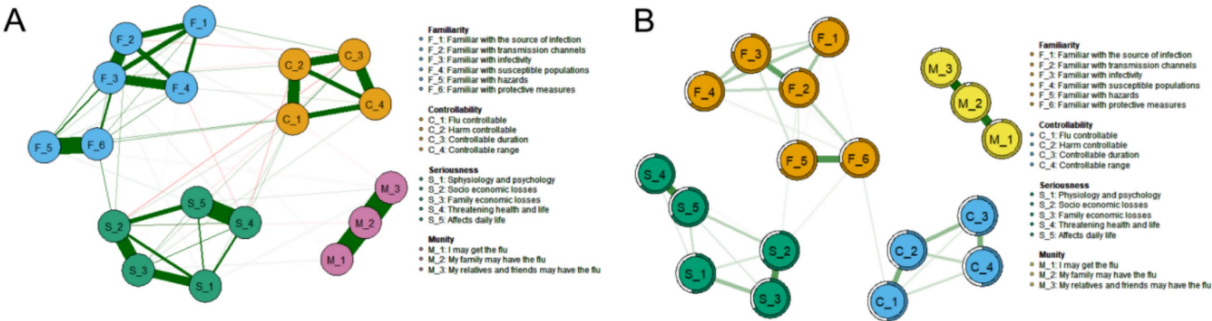 A
F_1
F_2
F_3
F_4
F_5
F_6
C_3
C_2
C_4
C_1
S_5
S_2
S_4
S_3
S_1
M_3
M_2
M_1
Familiarity
F_1: Familiar with the source of infection
F_2: Familiar with transmission channels
F_3: Familiar with infectivity
F_4: Familiar with susceptible populations
F_5: Familiar with hazards
F_6: Familiar with protective measures
Controllability
C_1: Flu controllable
C_2: Harm controllable
C_3: Controllable duration
C_4: Controllable range
Seriousness
S_1: Sphysiology and psychology
S_2: Socio economic losses
S_3: Family economic losses
S_4: Threatening health and life
S_5: Affects daily life
Munity
M_1: I may get the flu
M_2: My family may have the flu
M_3: My relatives and friends may have the flu
B
F_1
F_3
F_4
F_2
F_5
F_6
M_3
M_2
M_1
S_4
S_5
S_2
S_1
S_3
C_3
C_2
C_4
C_1
Familiarity
F_1: Familiar with the source of infection
F_2: Familiar with transmission channels
F_3: Familiar with infectivity
F_4: Familiar with susceptible populations
F_5: Familiar with hazards
F_6: Familiar with protective measures
Controllability
C_1: Flu controllable
C_2: Harm controllable
C_3: Controllable duration
C_4: Controllable range
Seriousness
S_1: Physiology and psychology
S_2: Socio economic losses
S_3: Family economic losses
S_4: Threatening health and life
S_5: Affects daily life
Munity
M_1: I may get the flu
M_2: My family may have the flu
M_3: My relatives and friends may have the flu